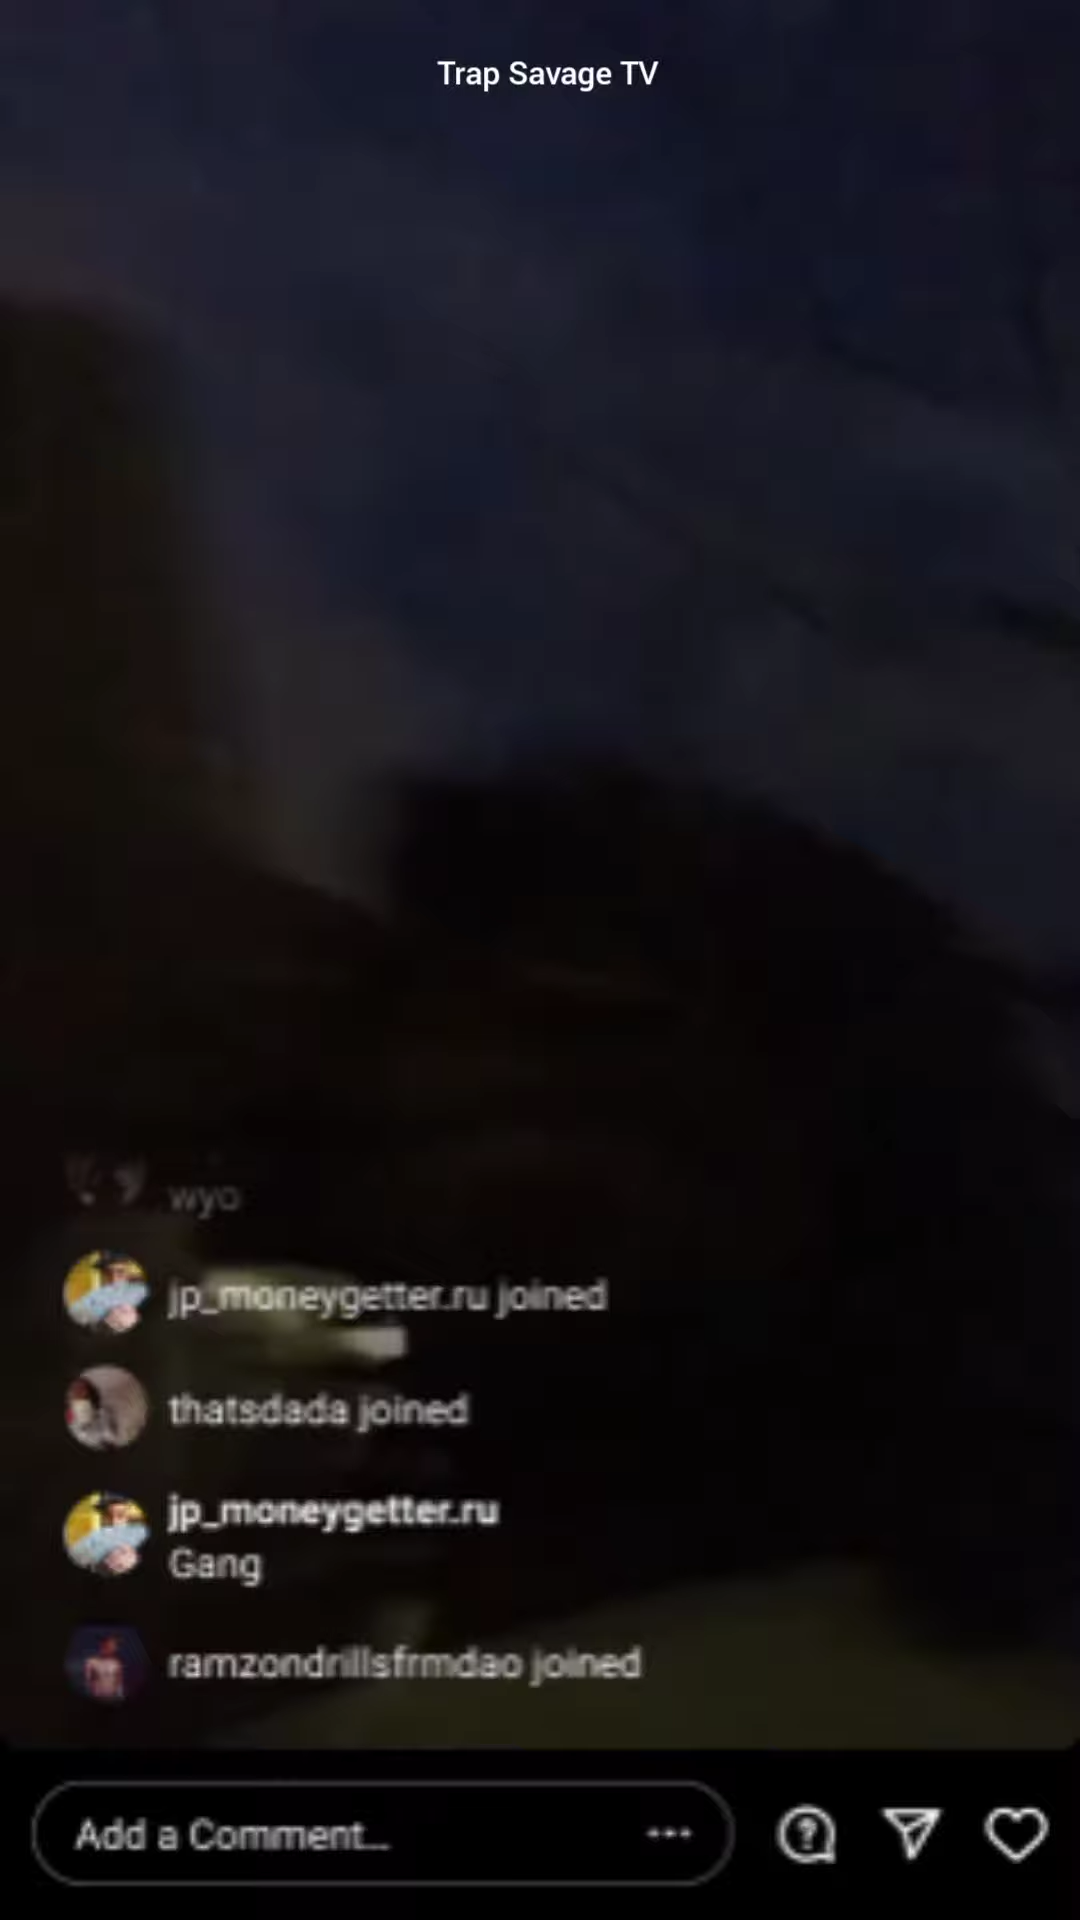 Trap Savage TV
wyo
jp_moneygetter.ru joined
thatsdada joined
jp_moneygetter.ru
Gang
ramzondrillsfrmdao joined
Add a Comment...